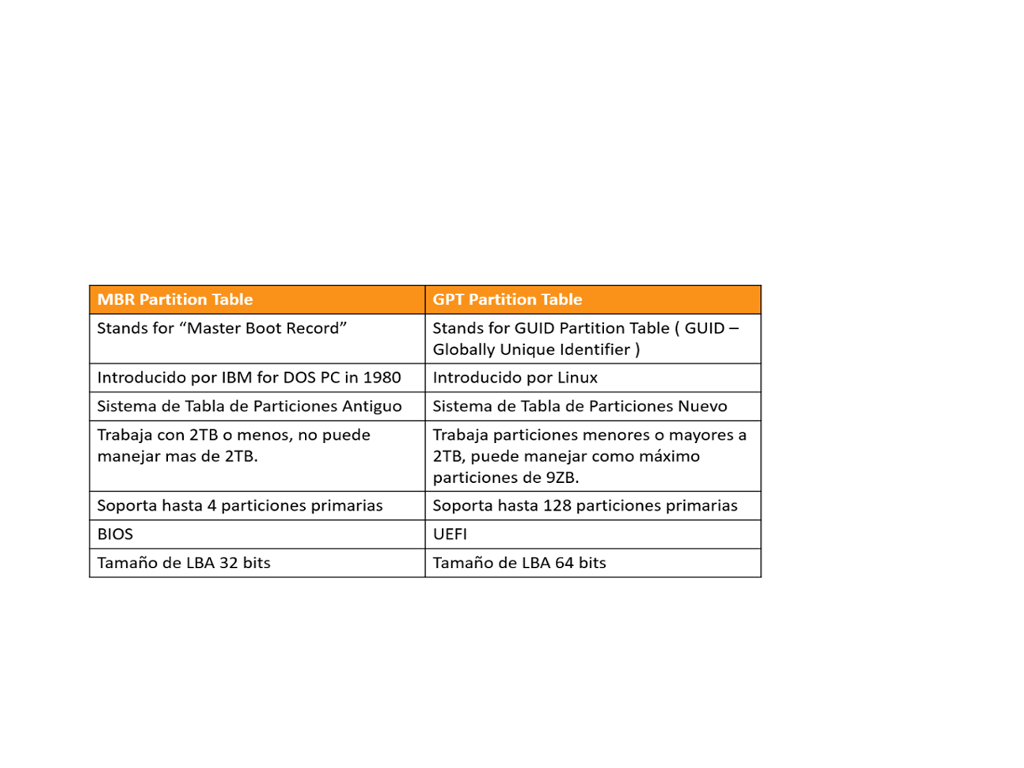 MBR Partition Table
GPT Partition Table
Stands for “Master Boot Record”
Stands for GUID Partition Table ( GUID –
Globally Unique Identifier )
Introducido por IBM for DOS PC in 1980
Introducido por Linux
Sistema de Tabla de Particiones Antiguo
Sistema de Tabla de Particiones Nuevo
Trabaja con 2TB o menos, no puede
manejar mas de 2TB.
Trabaja particiones menores o mayores a
2TB, puede manejar como máximo
particiones de 9ZB.
Soporta hasta 4 particiones primarias
Soporta hasta 128 particiones primarias
BIOS
UEFI
Tamaño de LBA 32 bits
Tamaño de LBA 64 bits